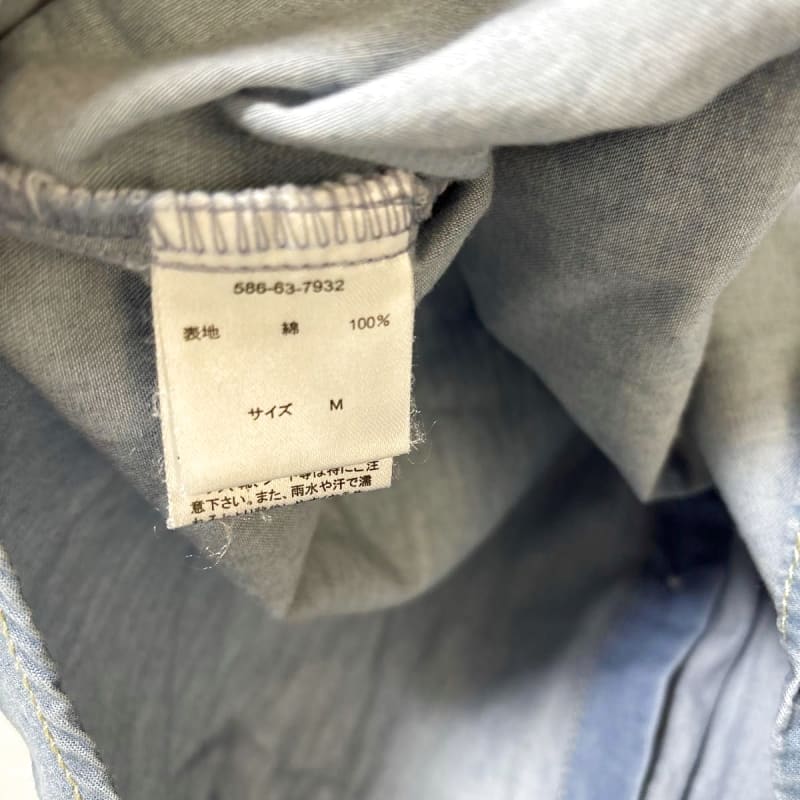 586-63-7932
表地 綿 100%
サイズ M
等は特にご注
意下さい。また、雨水や汗で濡